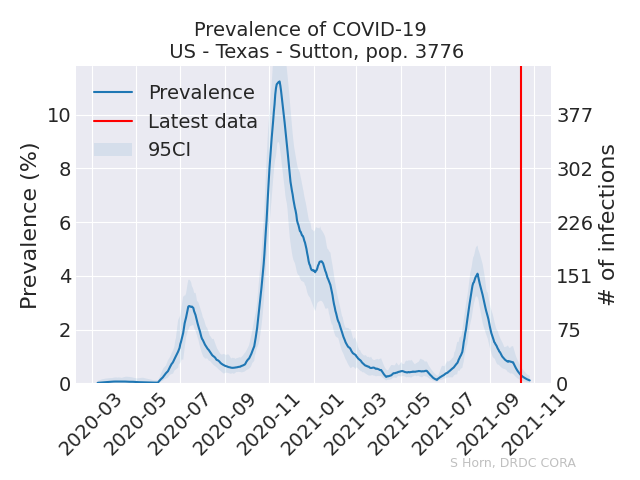 Prevalence of COVID-19
US - Texas - Sutton, pop. 3776
Prevalence
Latest data
95CI
Prevalence (%)
10
8
6
4
2
0
377
302
226
151
75
0
# of infections
2020-03
2020-05
2020-07
2020-09
2020-11
2021-01
2021-03
2021-05
2021-07
2021-09
2021-11
S Horn, DRDC CORA